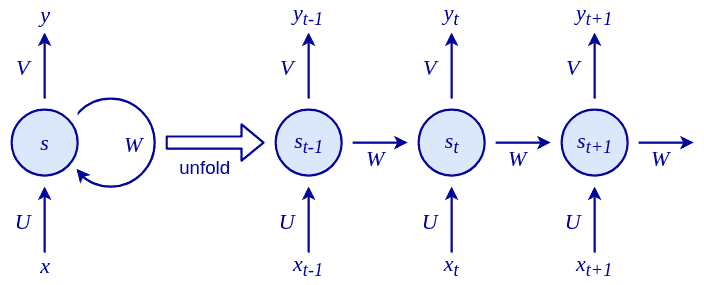 y y_{t-1} y_t y_{t+1}
V V V V
s W s_{t-1} s_t s_{t+1}
W W W
unfold
U U U U
x x_{t-1} x_t x_{t+1}